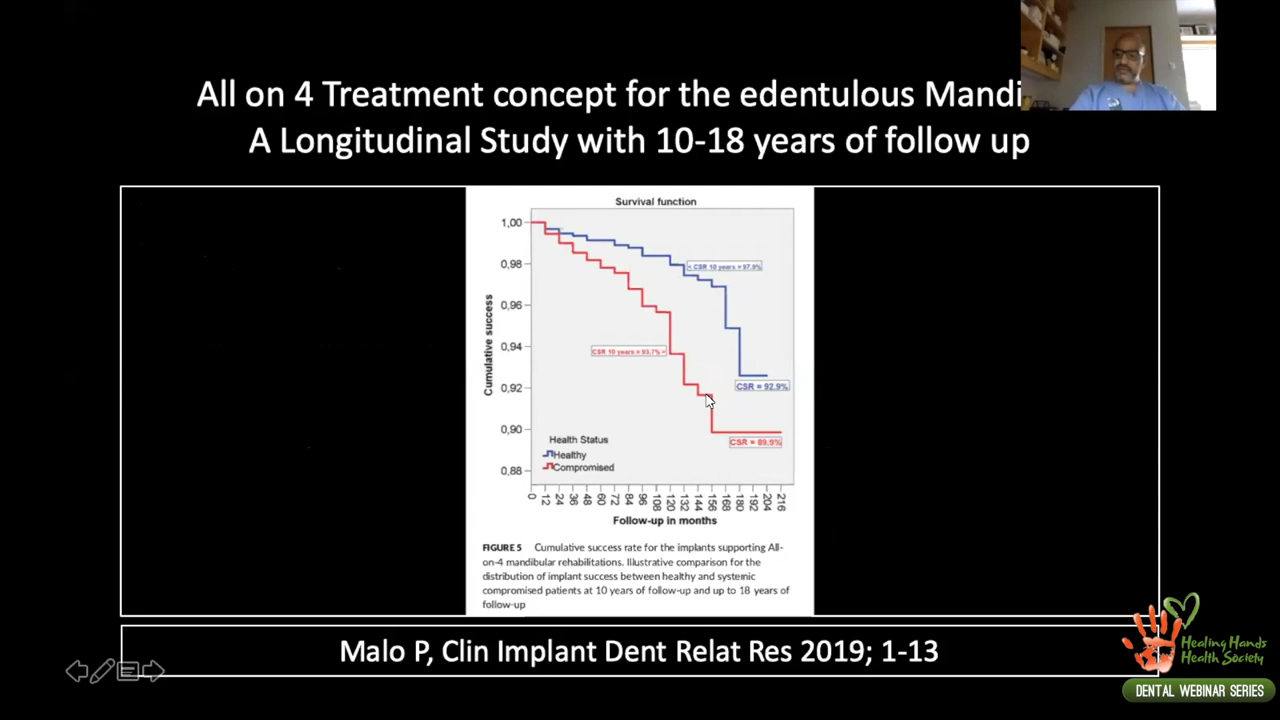 All on 4 Treatment concept for the edentulous Mandi
A Longitudinal Study with 10-18 years of follow up
Survival function
1,00
0,98
0,96
0,94
0,92
0,90
0,88
Cumulative success
< CSR 10 years = 97.9%
CSR 10 years = 93.7% >
CSR = 92.9%
CSR = 89.9%
Health Status
Healthy
Compromised
0 12 24 36 48 60 72 84 96 108 120 132 144 156 168 180 192 204 216
Follow-up in months
FIGURE 5 Cumulative success rate for the implants supporting All-
on-4 mandibular rehabilitations. Illustrative comparison for the
distribution of implant success between healthy and systemic
compromised patients at 10 years of follow-up and up to 18 years of
follow-up
Malo P, Clin Implant Dent Relat Res 2019; 1-13
Healing Hands
Health Society
DENTAL WEBINAR SERIES